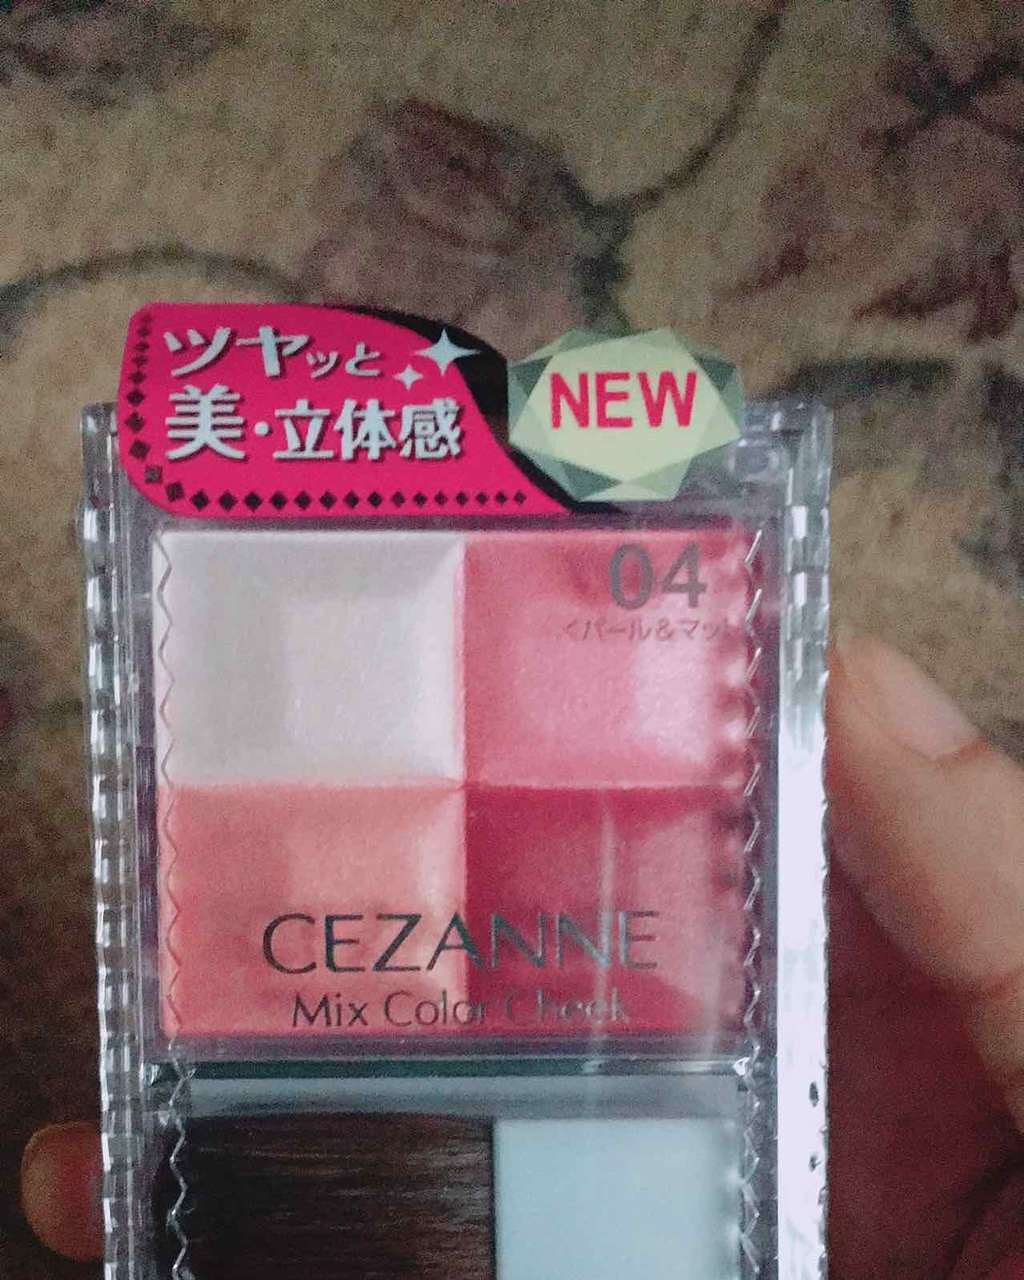 ツヤッと
美・立体感
NEW
04
<パール&マット
CEZANNE
Mix Color Cheek